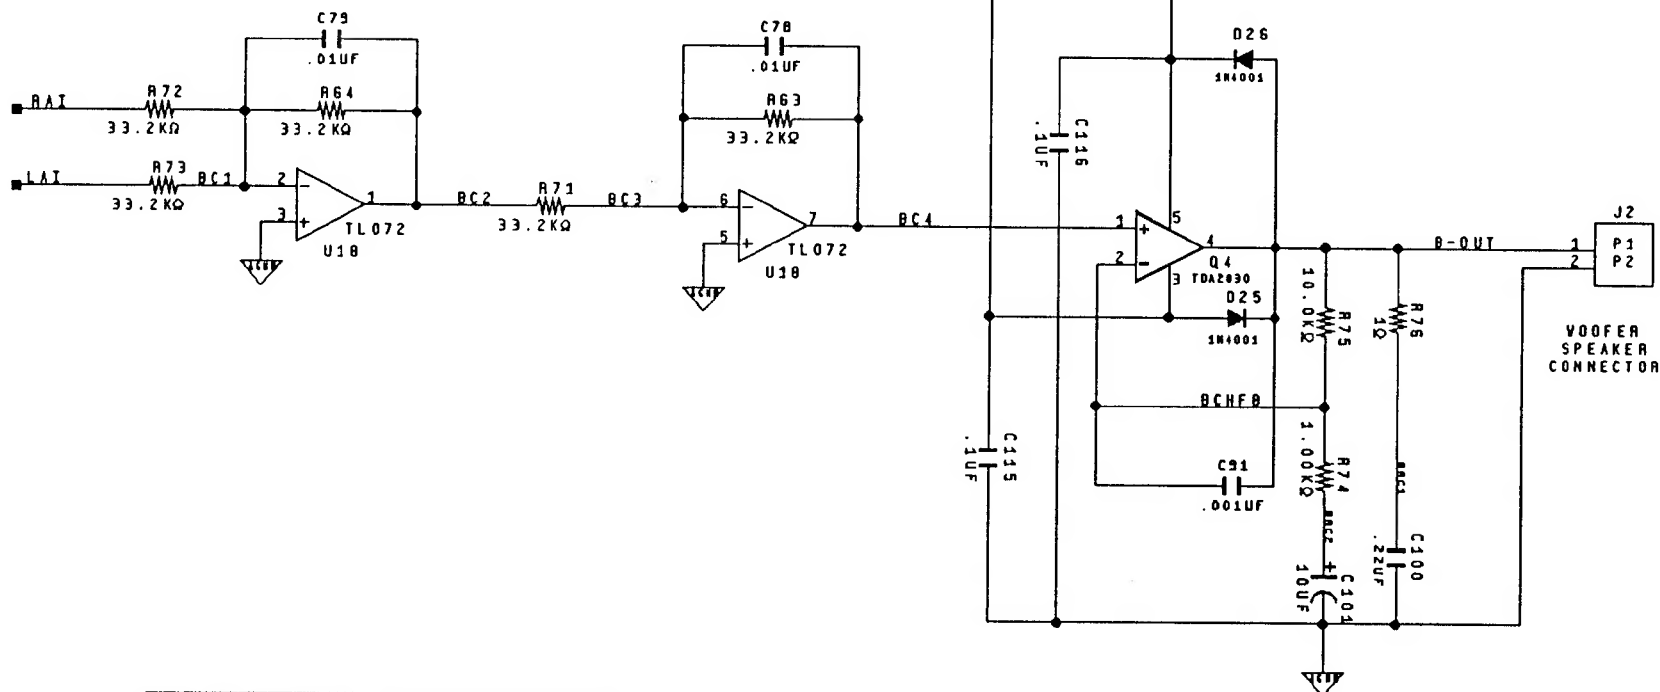 C79
.01UF
C78
.01UF
D26
1N4001
RAI
R72
33.2KΩ
R64
33.2KΩ
R63
33.2KΩ
C116
.1UF
LAI
R73
33.2KΩ
BC1
2
3
1
TL072
U18
BC2
R71
33.2KΩ
BC3
6
5
7
TL072
U18
BC4
1
2
5
4
3
Q4
TDA2030
D25
1N4001
B-OUT
J2
1 P1
2 P2
WOOFER
SPEAKER
CONNECTOR
10.0KΩ
R75
1Ω
R76
BCHFB
C115
.1UF
C91
.001UF
1.00KΩ
R74
C101
10UF
+
C100
.22UF
AGND
AGND
AGND